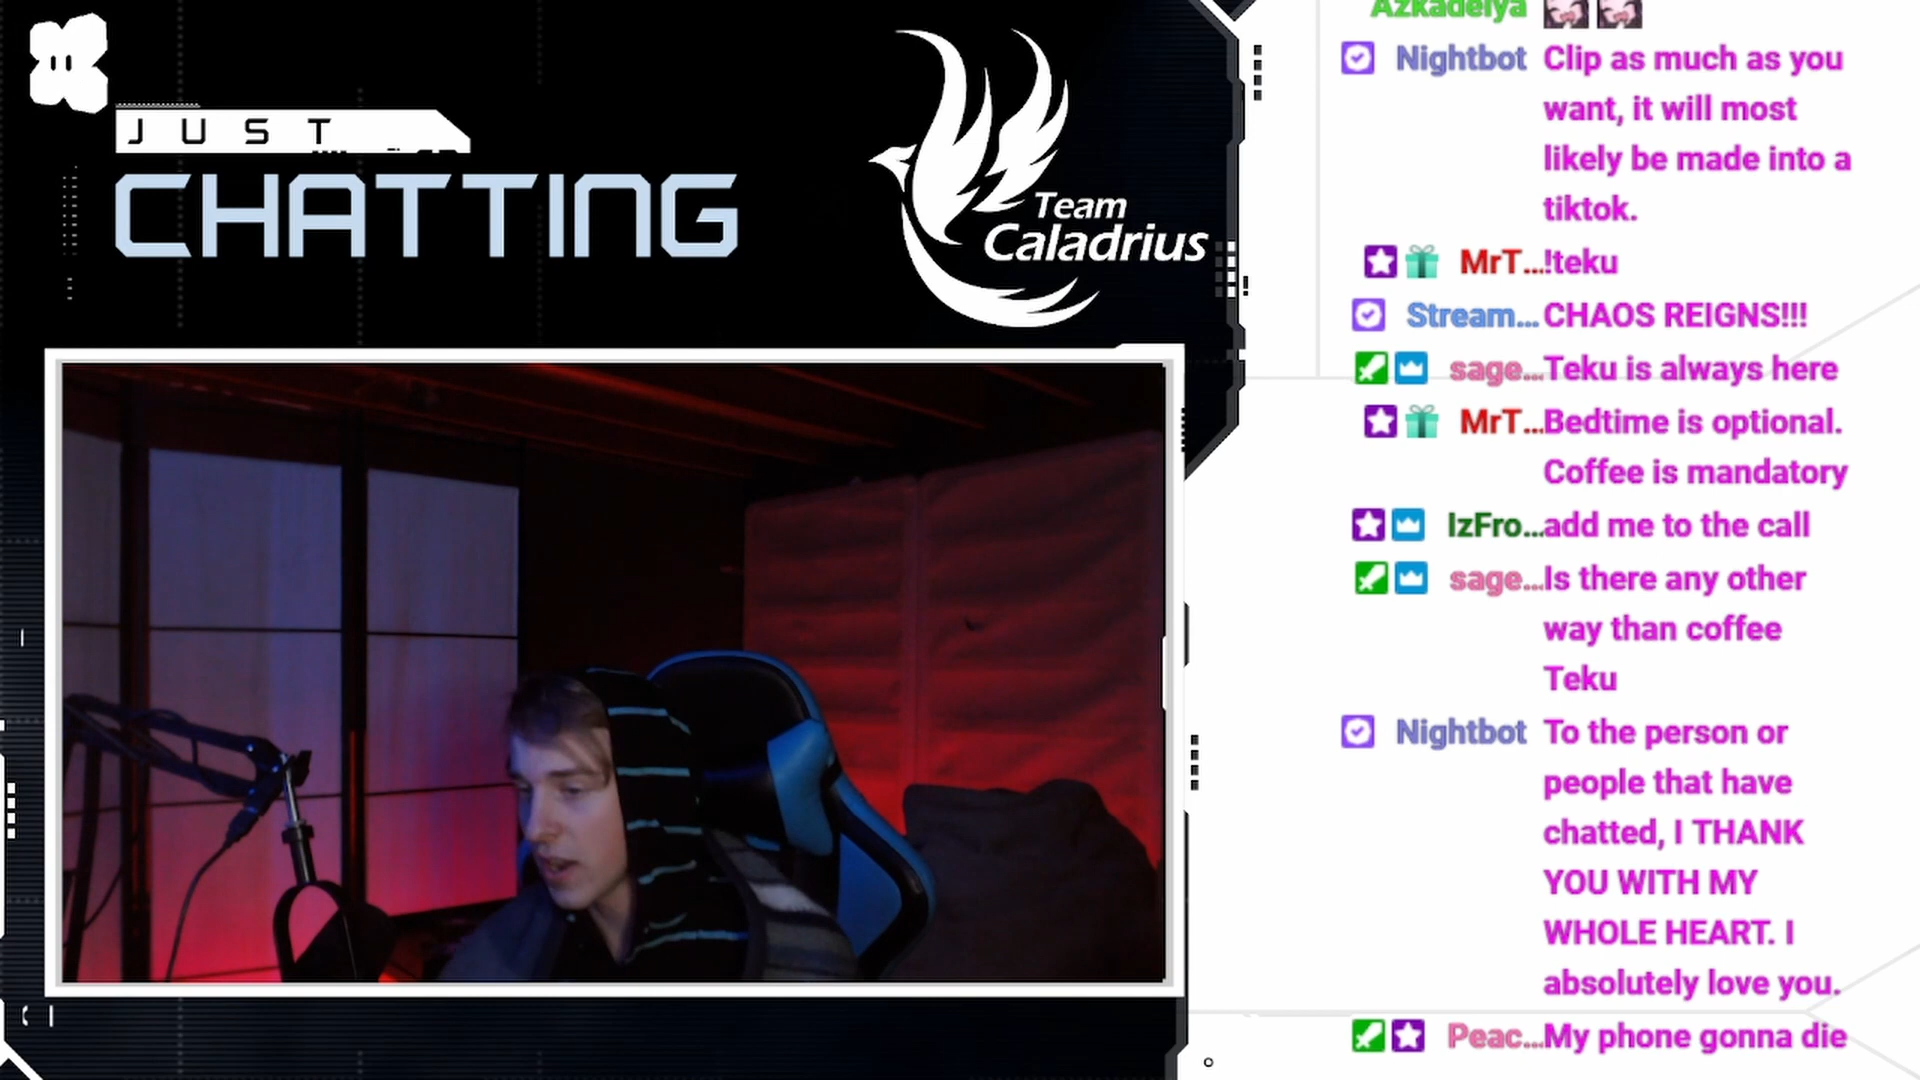 JUST
CHATTING
Team
Caladrius
Azkadelya
Nightbot Clip as much as you
want, it will most
likely be made into a
tiktok.
MrT...!teku
Stream...CHAOS REIGNS!!!
sage...Teku is always here
MrT...Bedtime is optional.
Coffee is mandatory
IzFro...add me to the call
sage...Is there any other
way than coffee
Teku
Nightbot To the person or
people that have
chatted, I THANK
YOU WITH MY
WHOLE HEART. I
absolutely love you.
Peac...My phone gonna die